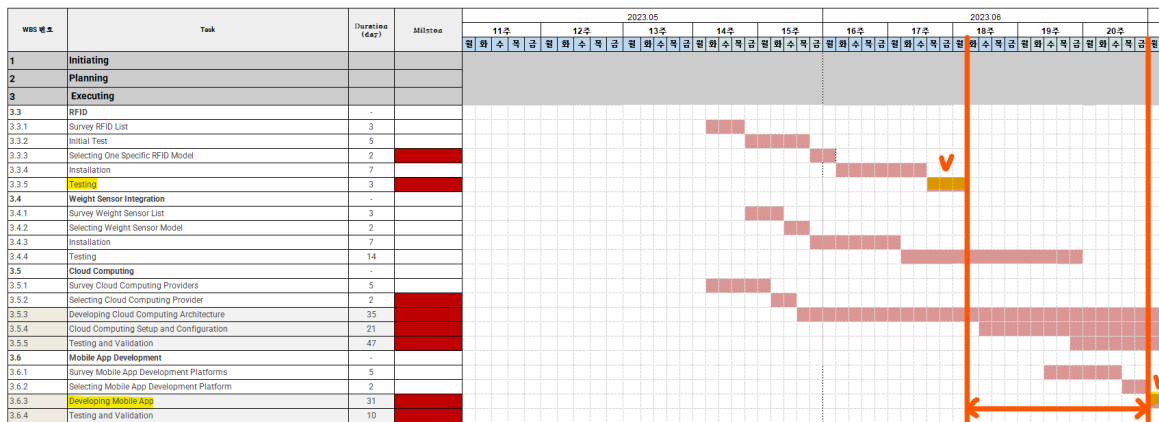 WBS 번호 Task Duration (day) Milston 2023.05 2023.06
11주 12주 13주 14주 15주 16주 17주 18주 19주 20주
월 화 수 목 금 월 화 수 목 금 월 화 수 목 금 월 화 수 목 금 월 화 수 목 금 월 화 수 목 금 월 화 수 목 금 월 화 수 목 금 월 화 수 목 금 월 화 수 목 금 월
1 Initiating
2 Planning
3 Executing
3.3 RFID -
3.3.1 Survey RFID List 3
3.3.2 Initial Test 5
3.3.3 Selecting One Specific RFID Model 2
3.3.4 Installation 7
3.3.5 Testing 3
3.4 Weight Sensor Integration -
3.4.1 Survey Weight Sensor List 3
3.4.2 Selecting Weight Sensor Model 2
3.4.3 Installation 7
3.4.4 Testing 14
3.5 Cloud Computing -
3.5.1 Survey Cloud Computing Providers 5
3.5.2 Selecting Cloud Computing Provider 2
3.5.3 Developing Cloud Computing Architecture 35
3.5.4 Cloud Computing Setup and Configuration 21
3.5.5 Testing and Validation 47
3.6 Mobile App Development -
3.6.1 Survey Mobile App Development Platforms 5
3.6.2 Selecting Mobile App Development Platform 2
3.6.3 Developing Mobile App 31
3.6.4 Testing and Validation 10